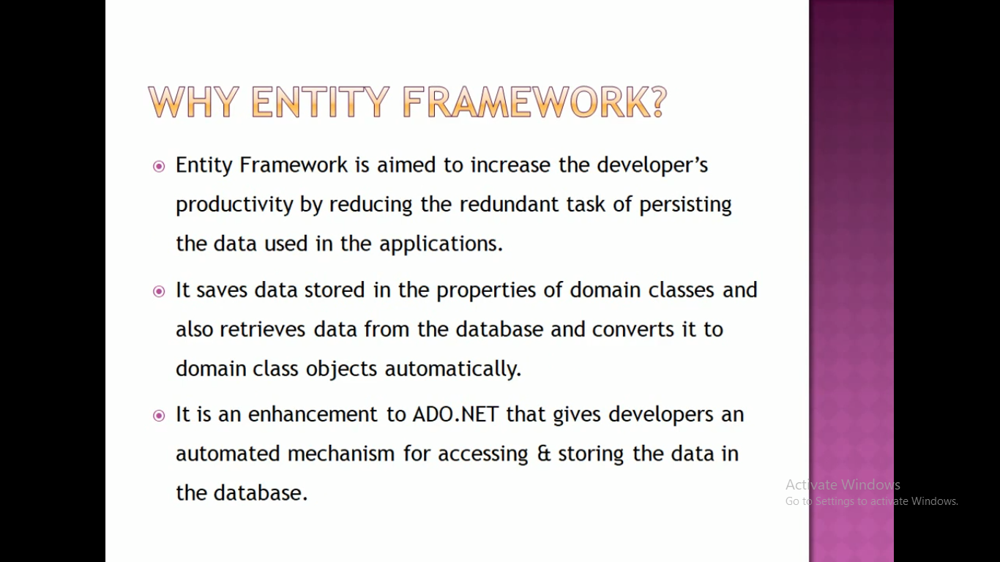 WHY ENTITY FRAMEWORK?
Entity Framework is aimed to increase the developer’s
productivity by reducing the redundant task of persisting
the data used in the applications.
It saves data stored in the properties of domain classes and
also retrieves data from the database and converts it to
domain class objects automatically.
It is an enhancement to ADO.NET that gives developers an
automated mechanism for accessing & storing the data in
the database.
Activate Windows
Go to Settings to activate Windows.